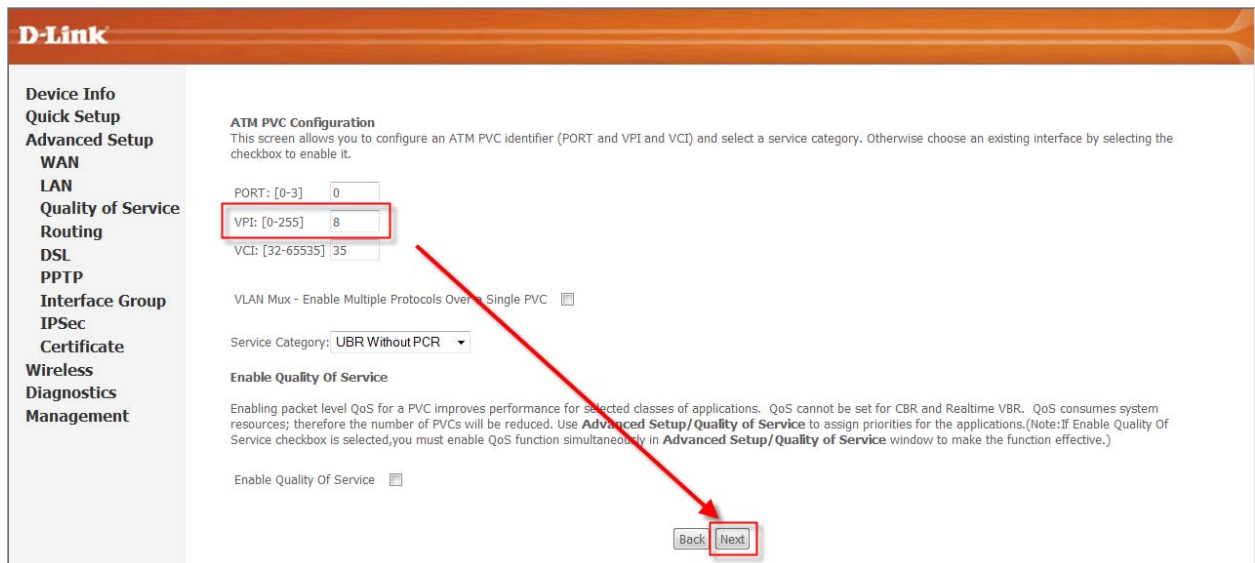 D-Link
Device Info
Quick Setup
Advanced Setup
WAN
LAN
Quality of Service
Routing
DSL
PPTP
Interface Group
IPSec
Certificate
Wireless
Diagnostics
Management
ATM PVC Configuration
This screen allows you to configure an ATM PVC identifier (PORT and VPI and VCI) and select a service category. Otherwise choose an existing interface by selecting the
checkbox to enable it.
PORT: [0-3] 0
VPI: [0-255] 8
VCI: [32-65535] 35
VLAN Mux - Enable Multiple Protocols Over a Single PVC
Service Category: UBR Without PCR
Enable Quality Of Service
Enabling packet level QoS for a PVC improves performance for selected classes of applications. QoS cannot be set for CBR and Realtime VBR. QoS consumes system
resources; therefore the number of PVCs will be reduced. Use Advanced Setup/Quality of Service to assign priorities for the applications.(Note:If Enable Quality Of
Service checkbox is selected,you must enable QoS function simultaneously in Advanced Setup/Quality of Service window to make the function effective.)
Enable Quality Of Service
Back Next